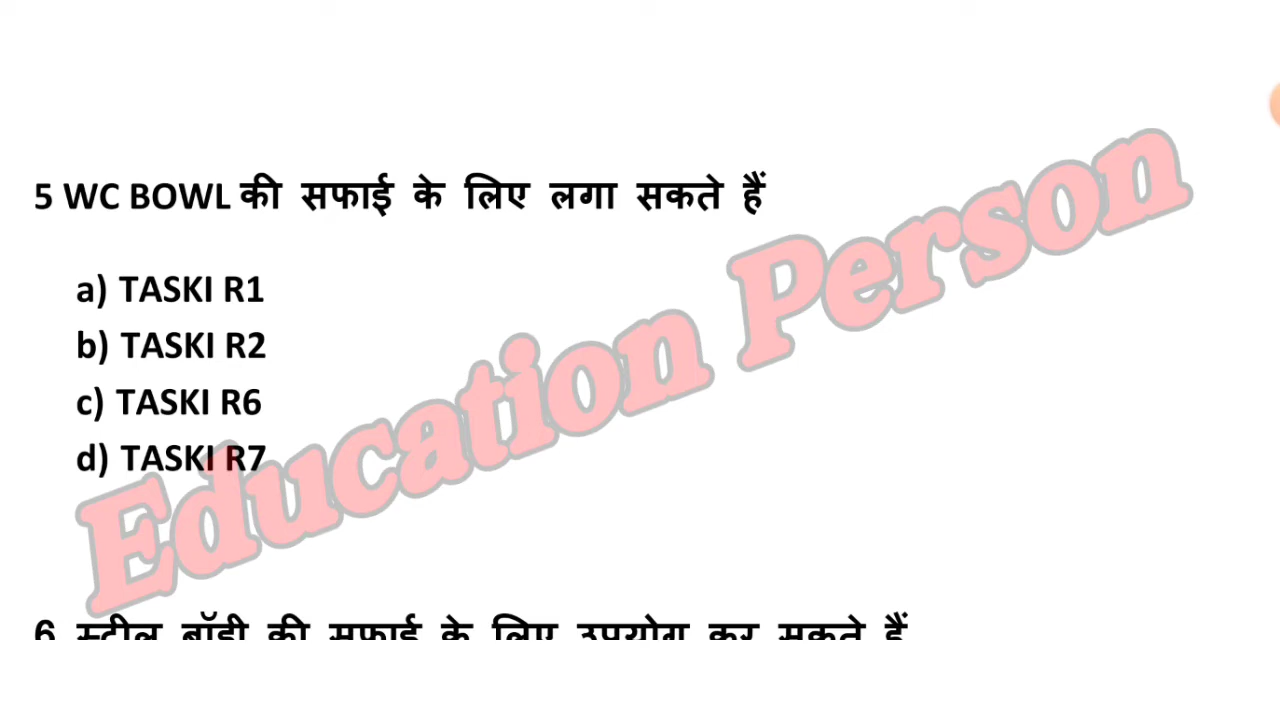 5 WC BOWL की सफाई के लिए लगा सकते हैं
a) TASKI R1
b) TASKI R2
c) TASKI R6
d) TASKI R7
Education Person
6 स्टील बॉडी की सफाई के लिए उपयोग कर सकते हैं